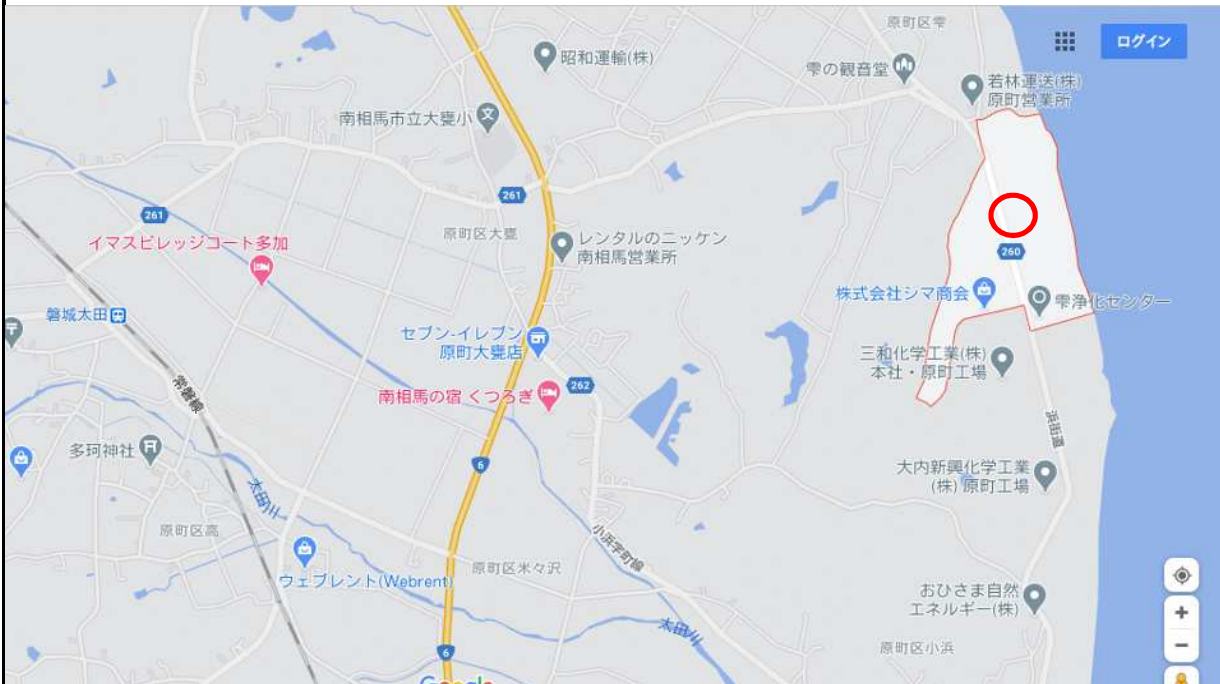 原町区雫
ログイン
昭和運輸(株)
雫の観音堂
若林運送(株)
原町営業所
南相馬市立大甕小
文
261
261
原町区大甕
レンタルのニッケン
南相馬営業所
イマスビレッジコート多加
260
株式会社シマ商会
雫浄化センター
磐城太田
セブン-イレブン
原町大甕店
三和化学工業(株)
本社・原町工場
262
南相馬の宿 くつろぎ
常磐線
浜街道
多珂神社
6
大内新興化学工業
(株) 原町工場
太田川
原町区高
小浜字町線
ウェブレント(Webrent)
原町区米々沢
おひさま自然
エネルギー(株)
太田川
原町区小浜
6
Google